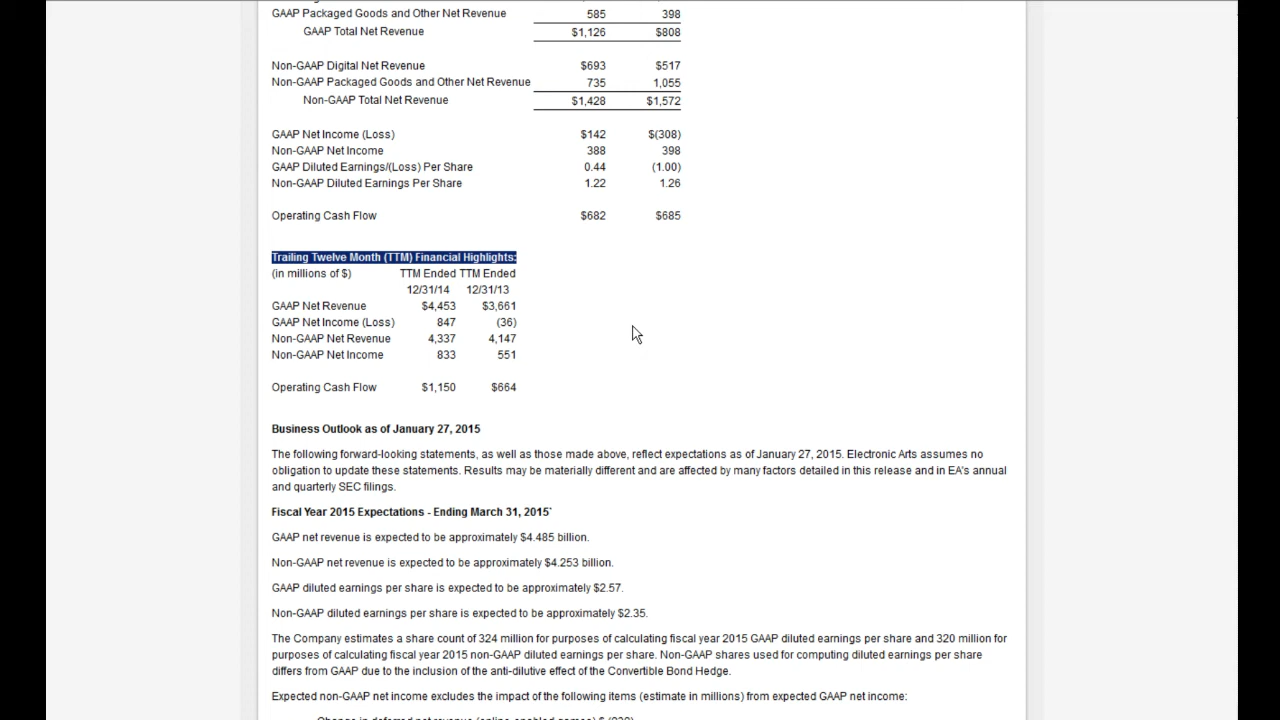 GAAP Packaged Goods and Other Net Revenue 585 398
GAAP Total Net Revenue $1,126 $808
Non-GAAP Digital Net Revenue $693 $517
Non-GAAP Packaged Goods and Other Net Revenue 735 1,055
Non-GAAP Total Net Revenue $1,428 $1,572
GAAP Net Income (Loss) $142 $(308)
Non-GAAP Net Income 388 398
GAAP Diluted Earnings/(Loss) Per Share 0.44 (1.00)
Non-GAAP Diluted Earnings Per Share 1.22 1.26
Operating Cash Flow $682 $685
Trailing Twelve Month (TTM) Financial Highlights:
(in millions of $) TTM Ended TTM Ended
12/31/14 12/31/13
GAAP Net Revenue $4,453 $3,661
GAAP Net Income (Loss) 847 (36)
Non-GAAP Net Revenue 4,337 4,147
Non-GAAP Net Income 833 551
Operating Cash Flow $1,150 $664
Business Outlook as of January 27, 2015
The following forward-looking statements, as well as those made above, reflect expectations as of January 27, 2015. Electronic Arts assumes no
obligation to update these statements. Results may be materially different and are affected by many factors detailed in this release and in EA's annual
and quarterly SEC filings.
Fiscal Year 2015 Expectations - Ending March 31, 2015*
GAAP net revenue is expected to be approximately $4.485 billion.
Non-GAAP net revenue is expected to be approximately $4.253 billion.
GAAP diluted earnings per share is expected to be approximately $2.57.
Non-GAAP diluted earnings per share is expected to be approximately $2.35.
The Company estimates a share count of 324 million for purposes of calculating fiscal year 2015 GAAP diluted earnings per share and 320 million for
purposes of calculating fiscal year 2015 non-GAAP diluted earnings per share. Non-GAAP shares used for computing diluted earnings per share
differs from GAAP due to the inclusion of the anti-dilutive effect of the Convertible Bond Hedge.
Expected non-GAAP net income excludes the impact of the following items (estimate in millions) from expected GAAP net income:
Change in deferred net revenue (online-enabled games) $